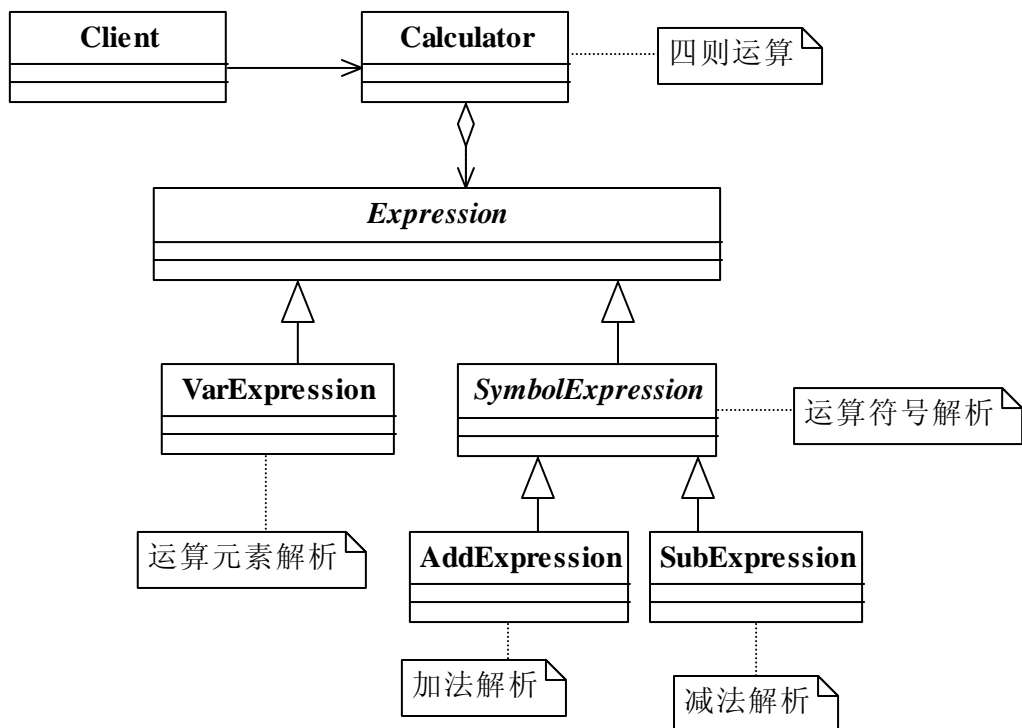 Client
Calculator
四则运算
Expression
VarExpression
SymbolExpression
运算符号解析
运算元素解析
AddExpression
SubExpression
加法解析
减法解析